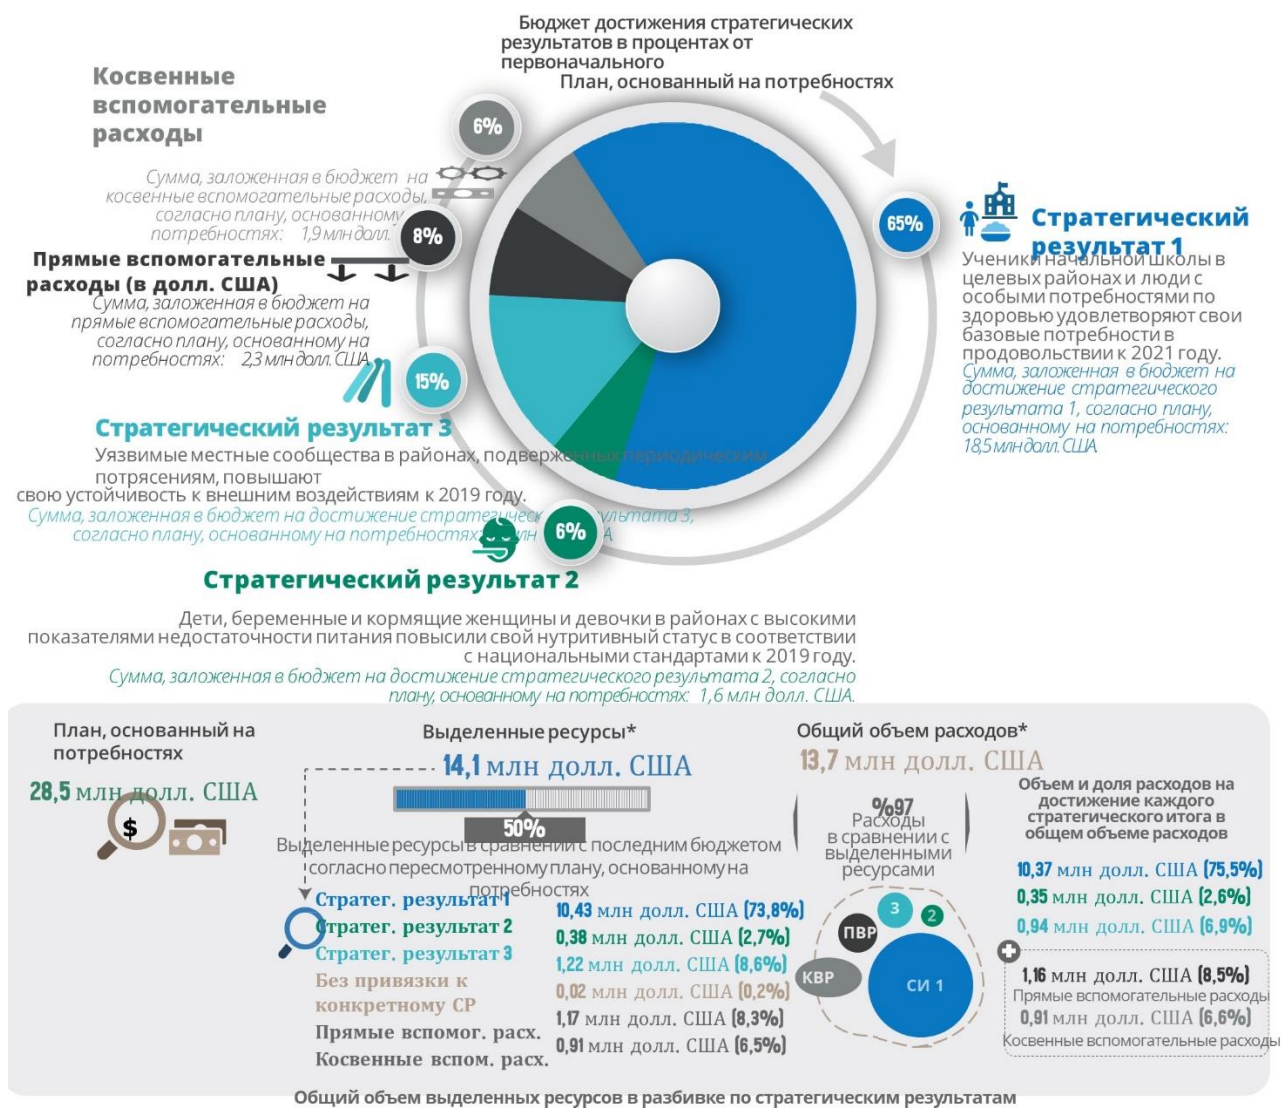 Бюджет достижения стратегических
результатов в процентах от
первоначального
План, основанный на потребностях
Косвенные
вспомогательные
расходы
6%
Сумма, заложенная в бюджет на
косвенные вспомогательные расходы,
согласно плану, основанному
потребностях: 1,9 млн долл.
8%
Прямые вспомогательные
расходы (в долл. США)
Сумма, заложенная в бюджет на
прямые вспомогательные расходы,
согласно плану, основанному на
потребностях: 2,3 млн долл. США
65%
Стратегический
результат 1
Ученики начальной школы в
целевых районах и люди с
особыми потребностями по
здоровью удовлетворяют свои
базовые потребности в
продовольствии к 2021 году.
Сумма, заложенная в бюджет на
достижение стратегического
результата 1, согласно плану,
основанному на потребностях:
18,5 млн долл. США
15%
Стратегический результат 3
Уязвимые местные сообщества в районах, подверженных периодическим
потрясениям, повышают
свою устойчивость к внешним воздействиям к 2019 году.
Сумма, заложенная в бюджет на достижение результата 3,
согласно плану, основанному на потребностях:
6%
Стратегический результат 2
Дети, беременные и кормящие женщины и девочки в районах с высокими
показателями недостаточности питания повысили свой нутритивный статус в соответствии
с национальными стандартами к 2019 году.
Сумма, заложенная в бюджет на достижение стратегического результата 2, согласно
плану, основанному на потребностях: 1,6 млн долл. США.
План, основанный на
потребностях
28,5 млн долл. США
$
Выделенные ресурсы*
14,1 млн долл. США
50%
Выделенные ресурсы в сравнении с последним бюджетом
согласно пересмотренному плану, основанному на
потребностях
Стратег. результат 1 10,43 млн долл. США (73,8%)
Стратег. результат 2 0,38 млн долл. США (2,7%)
Стратег. результат 3 1,22 млн долл. США (8,6%)
Без привязки к
конкретному СР 0,02 млн долл. США (0,2%)
Прямые вспомог. расх. 1,17 млн долл. США (8,3%)
Косвенные вспом. расх. 0,91 млн долл. США (6,5%)
Общий объем расходов*
13,7 млн долл. США
%97
Расходы
в сравнении с
выделенными
ресурсами
3
2
ПВР
КВР
СИ 1
Объем и доля расходов на
достижение каждого
стратегического итога в
общем объеме расходов
10,37 млн долл. США (75,5%)
0,35 млн долл. США (2,6%)
0,94 млн долл. США (6,9%)
1,16 млн долл. США (8,5%)
Прямые вспомогательные расходы
0,91 млн долл. США (6,6%)
Косвенные вспомогательные расходы
Общий объем выделенных ресурсов в разбивке по стратегическим результатам